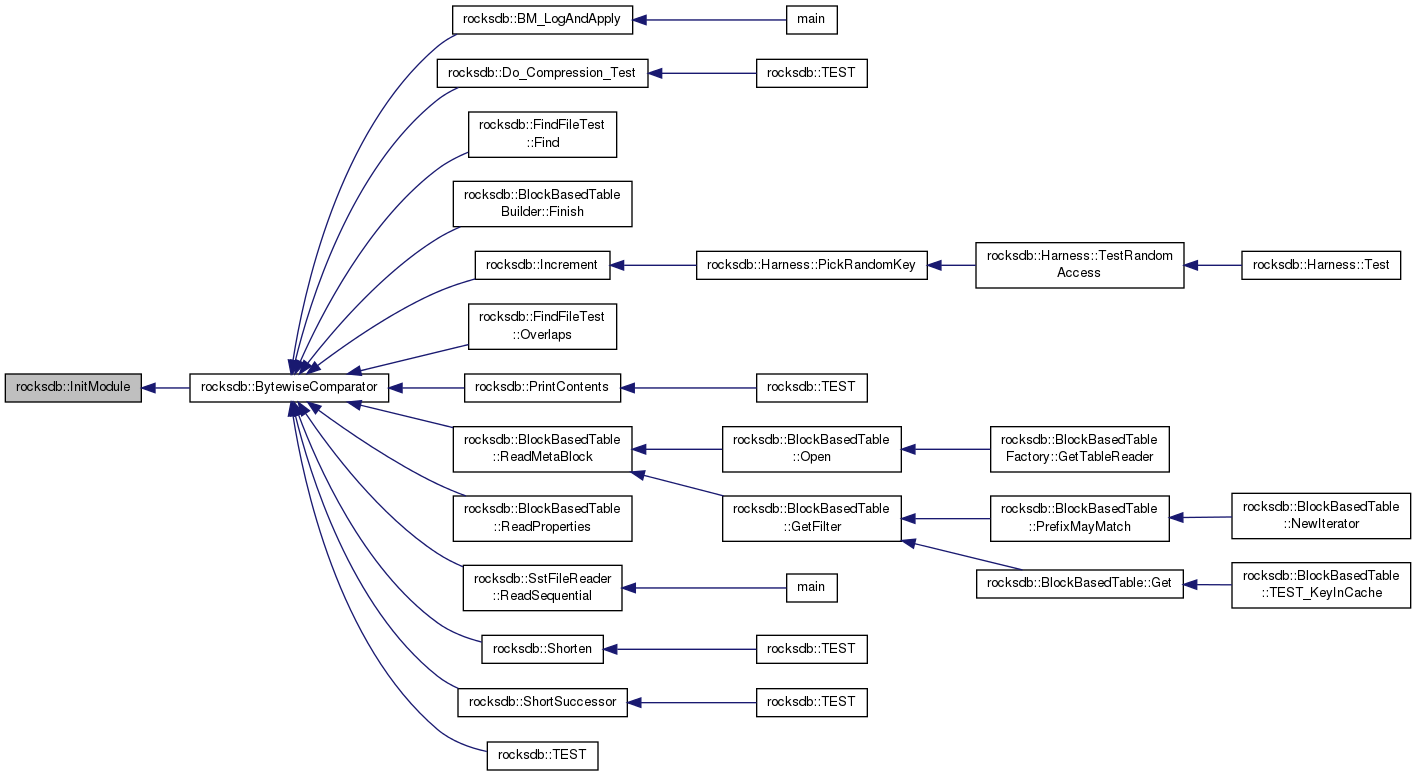 rocksdb::BM_LogAndApply
main
rocksdb::Do_Compression_Test
rocksdb::TEST
rocksdb::FindFileTest
::Find
rocksdb::BlockBasedTable
Builder::Finish
rocksdb::Increment
rocksdb::Harness::PickRandomKey
rocksdb::Harness::TestRandom
Access
rocksdb::Harness::Test
rocksdb::FindFileTest
::Overlaps
rocksdb::InitModule
rocksdb::BytewiseComparator
rocksdb::PrintContents
rocksdb::TEST
rocksdb::BlockBasedTable
::ReadMetaBlock
rocksdb::BlockBasedTable
::Open
rocksdb::BlockBasedTable
Factory::GetTableReader
rocksdb::BlockBasedTable
::ReadProperties
rocksdb::BlockBasedTable
::GetFilter
rocksdb::BlockBasedTable
::PrefixMayMatch
rocksdb::BlockBasedTable
::NewIterator
rocksdb::SstFileReader
::ReadSequential
main
rocksdb::BlockBasedTable::Get
rocksdb::BlockBasedTable
::TEST_KeyInCache
rocksdb::Shorten
rocksdb::TEST
rocksdb::ShortSuccessor
rocksdb::TEST
rocksdb::TEST